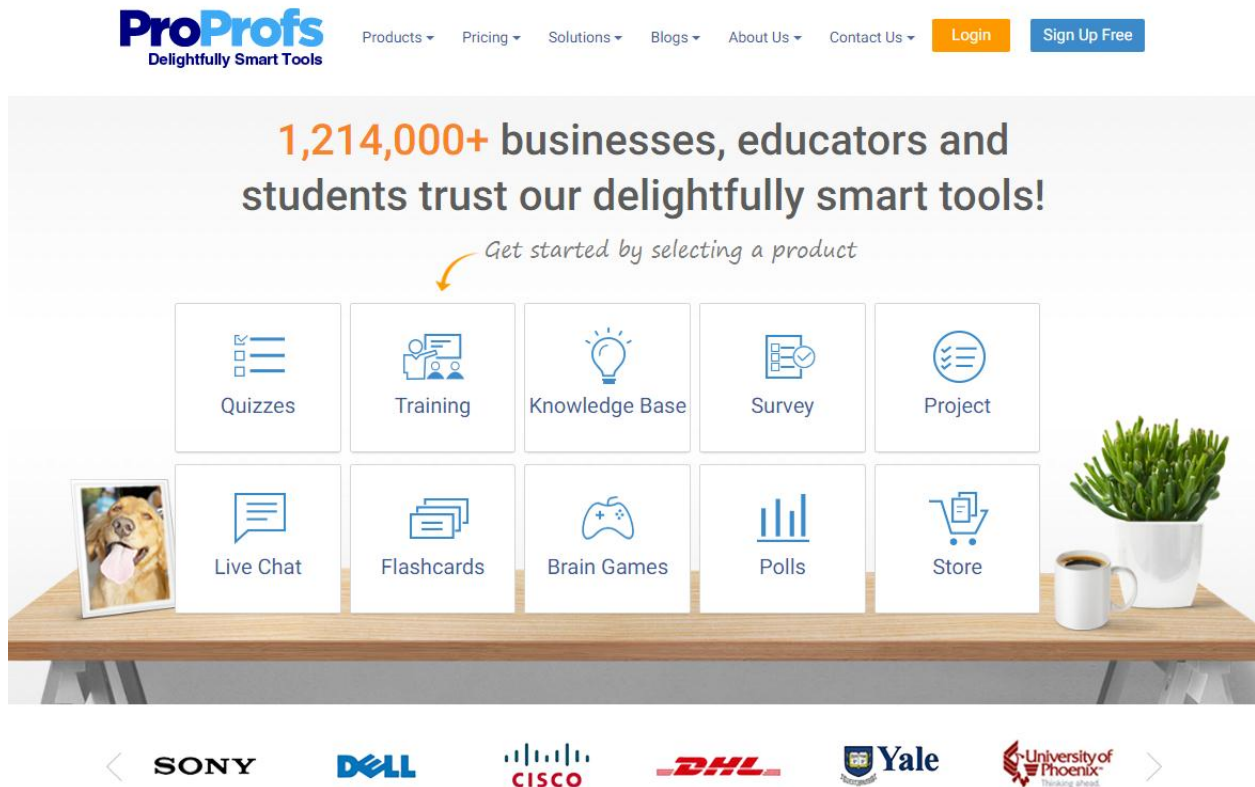 ProProfs
Delightfully Smart Tools
Products
Pricing
Solutions
Blogs
About Us
Contact Us
Login
Sign Up Free
1,214,000+ businesses, educators and
students trust our delightfully smart tools!
Get started by selecting a product
Quizzes
Training
Knowledge Base
Survey
Project
Live Chat
Flashcards
Brain Games
Polls
Store
SONY
DELL
CISCO
DHL
Yale
University of
Phoenix
Thinking ahead.